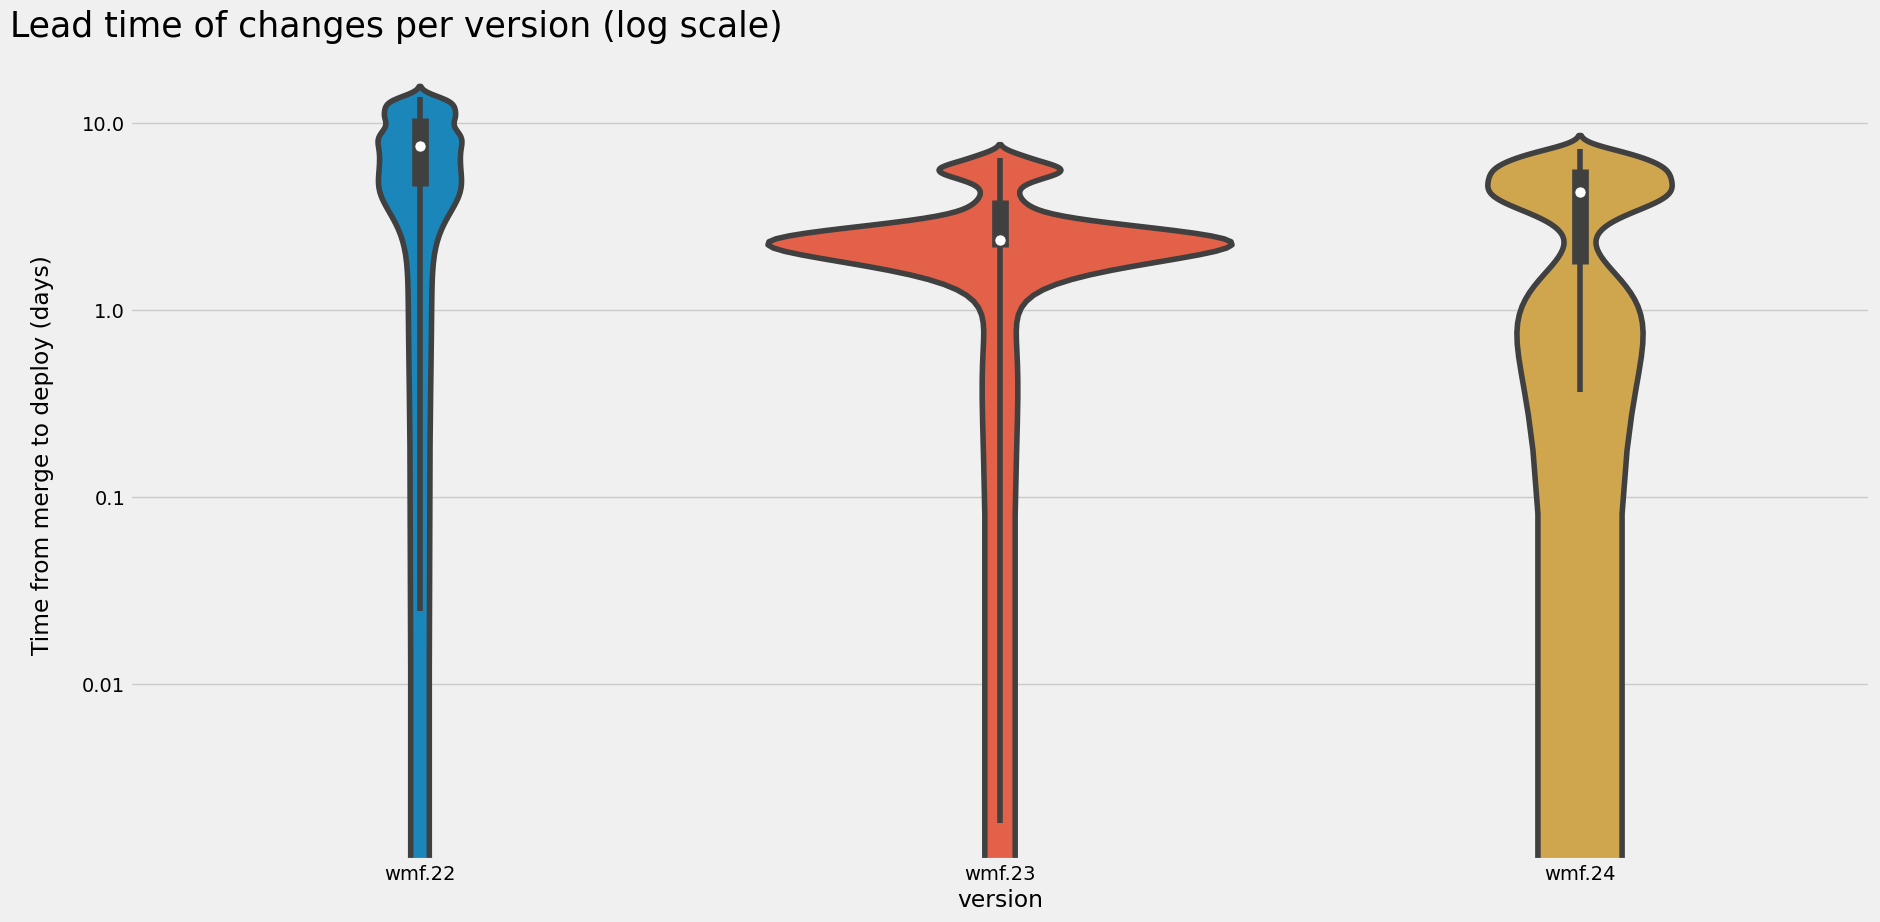 Lead time of changes per version (log scale)
Time from merge to deploy (days)
10.0
1.0
0.1
0.01
wmf.22
wmf.23
wmf.24
version